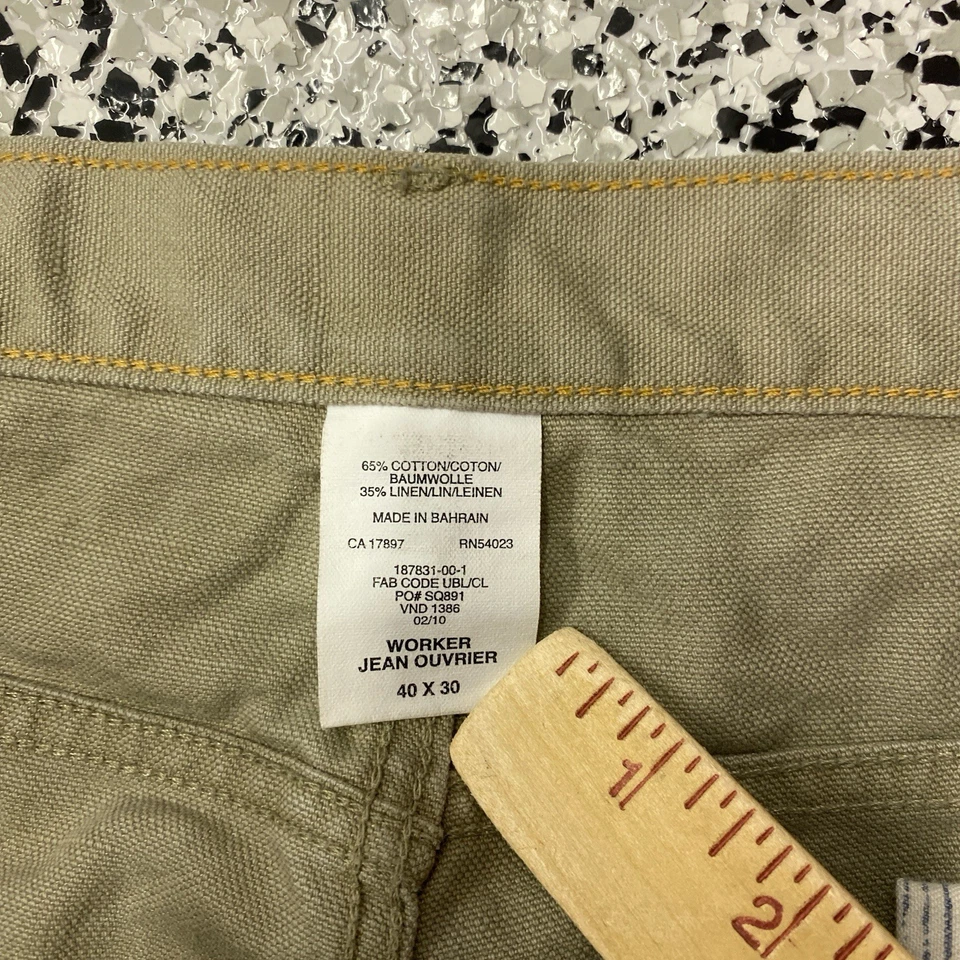 65% COTTON/COTON/
BAUMWOLLE
35% LINEN/LIN/LEINEN
MADE IN BAHRAIN
CA 17897 RN54023
187831-00-1
FAB CODE UBL/CL
PO# SQ891
VND 1386
02/10
WORKER
JEAN OUVRIER
40 X 30
1
2